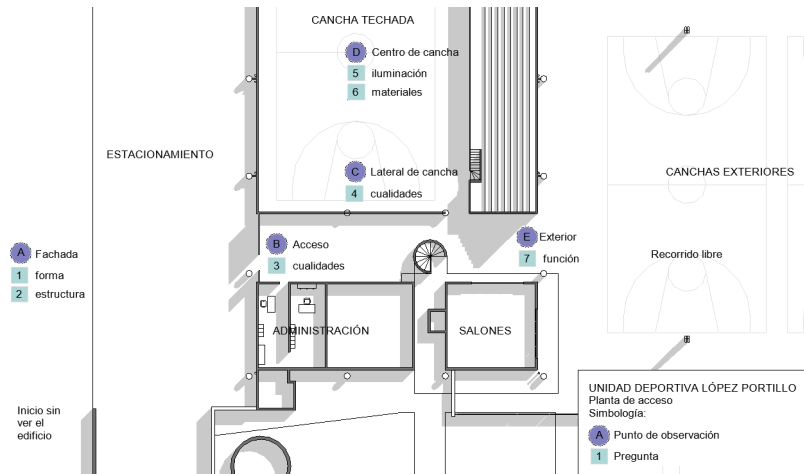 CANCHA TECHADA
D Centro de cancha
5 iluminación
6 materiales
ESTACIONAMIENTO
C Lateral de cancha
4 cualidades
CANCHAS EXTERIORES
A Fachada
1 forma
2 estructura
B Acceso
3 cualidades
E Exterior
7 función
Recorrido libre
ADMINISTRACIÓN
SALONES
Inicio sin
ver el
edificio
UNIDAD DEPORTIVA LÓPEZ PORTILLO
Planta de acceso
Simbología:
A Punto de observación
1 Pregunta